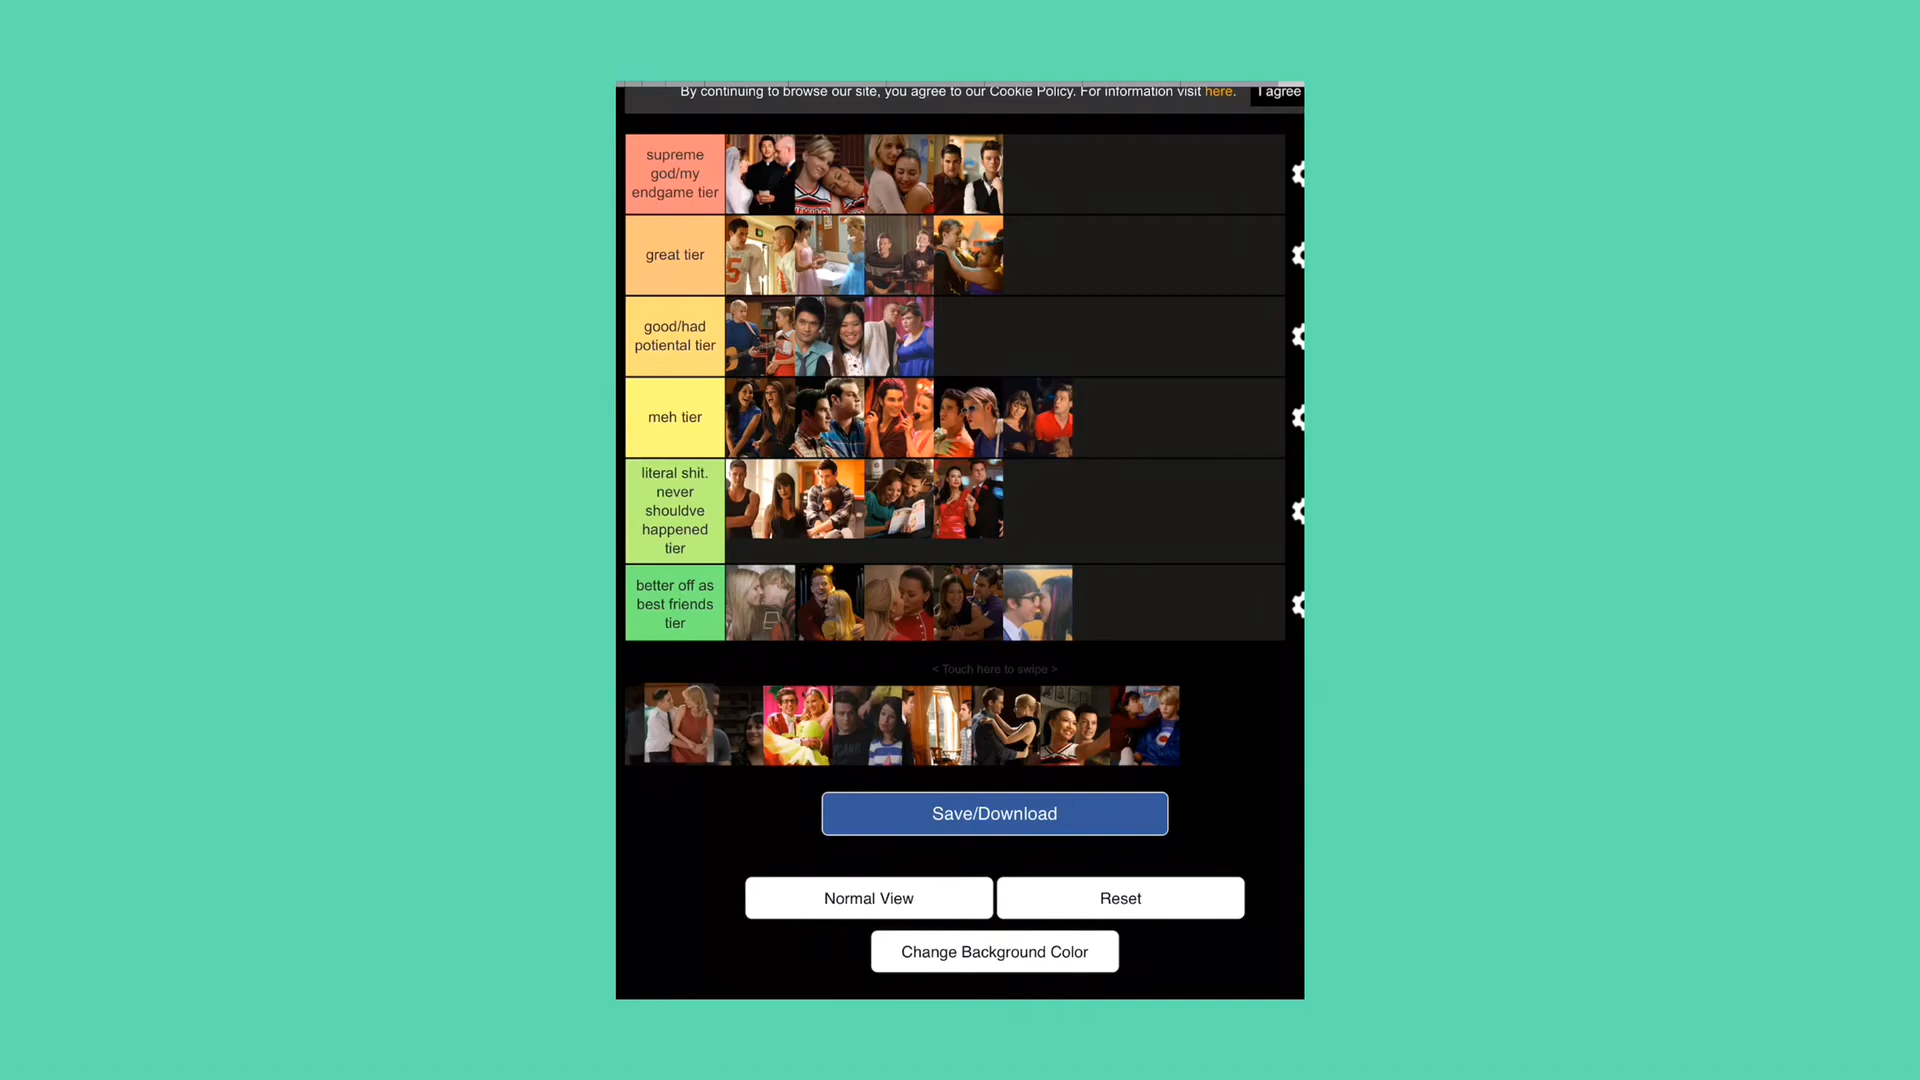 By continuing to browse our site, you agree to our Cookie Policy. For information visit here. I agree
supreme
god/my
endgame tier
great tier
5
good/had
potiental tier
meh tier
literal shit.
never
shouldve
happened
tier
better off as
best friends
tier
< Touch here to swipe >
Save/Download
Normal View
Reset
Change Background Color